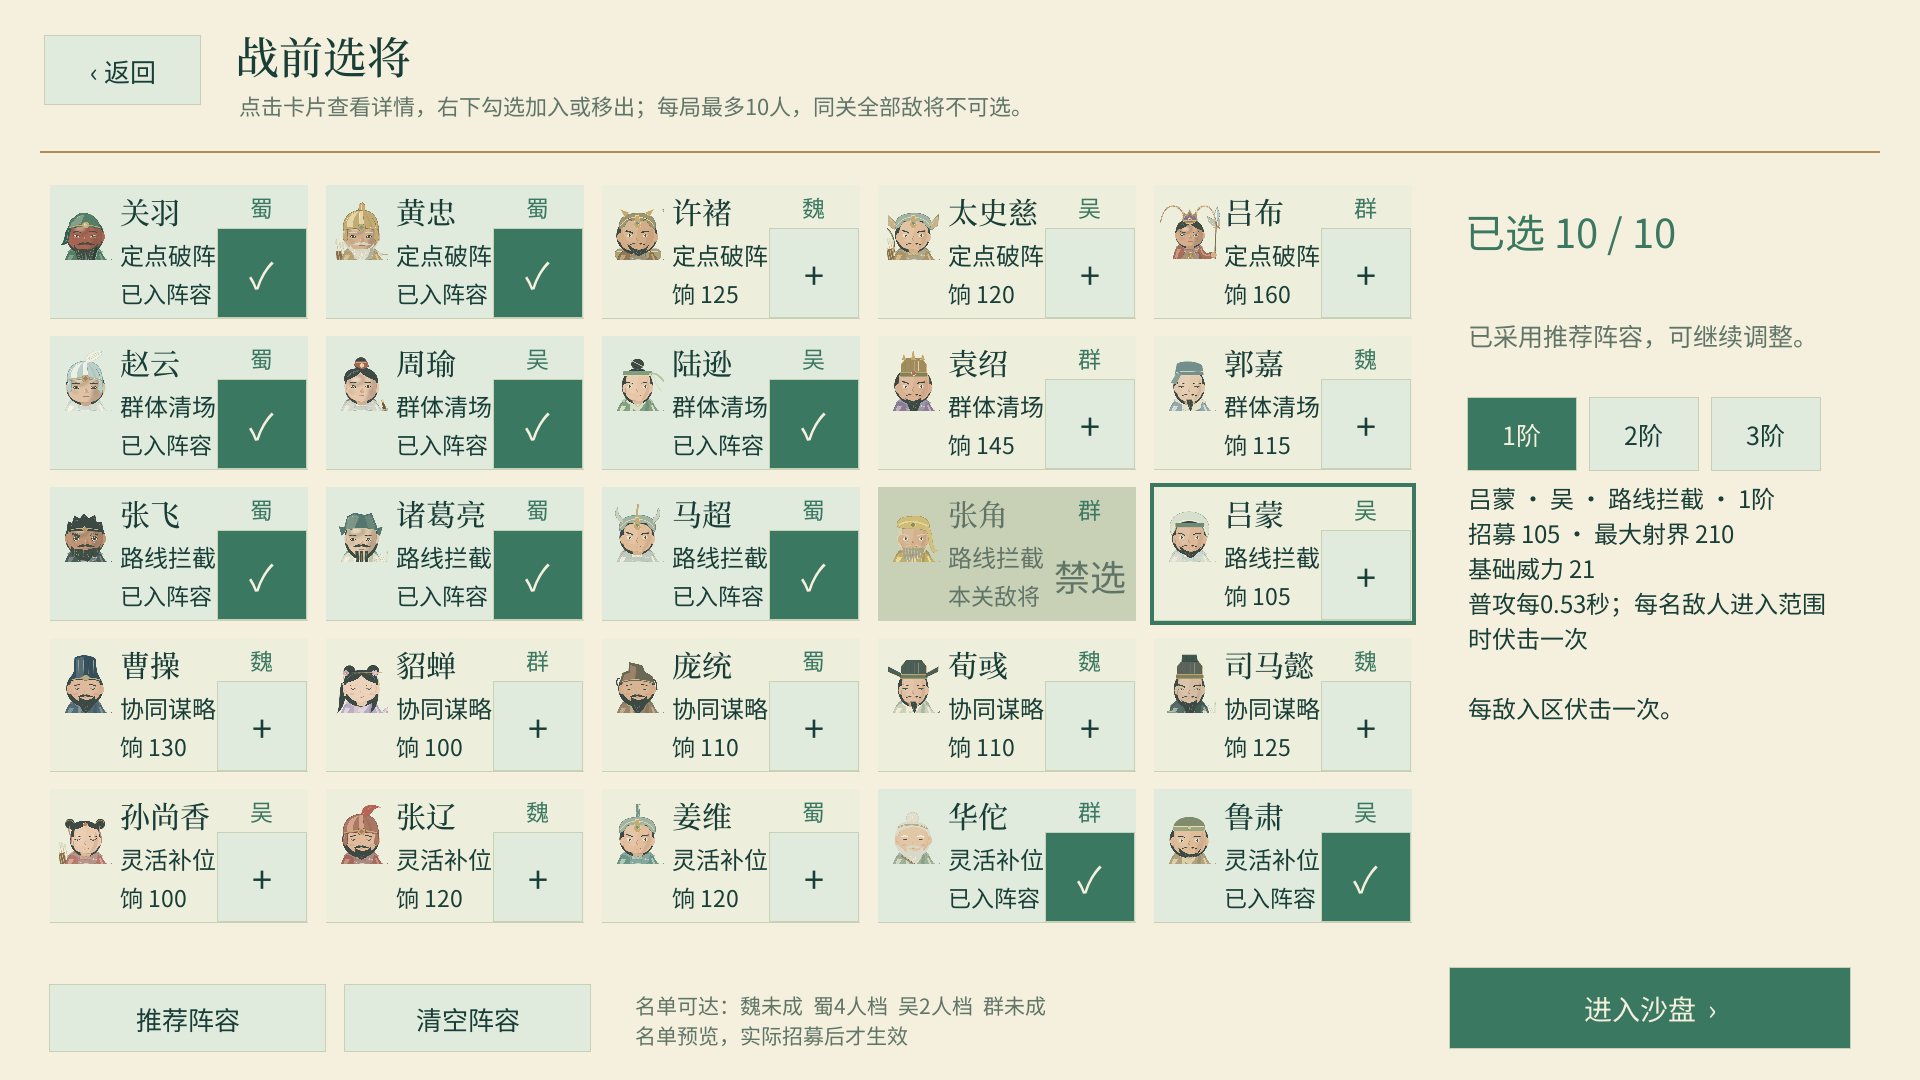 ‹ 返回
战前选将
点击卡片查看详情，右下勾选加入或移出；每局最多10人，同关全部敌将不可选。
关羽 蜀
定点破阵
已入阵容 ✓
黄忠 蜀
定点破阵
已入阵容 ✓
许褚 魏
定点破阵
饷 125 +
太史慈 吴
定点破阵
饷 120 +
吕布 群
定点破阵
饷 160 +
赵云 蜀
群体清场
已入阵容 ✓
周瑜 吴
群体清场
已入阵容 ✓
陆逊 吴
群体清场
已入阵容 ✓
袁绍 群
群体清场
饷 145 +
郭嘉 魏
群体清场
饷 115 +
张飞 蜀
路线拦截
已入阵容 ✓
诸葛亮 蜀
路线拦截
已入阵容 ✓
马超 蜀
路线拦截
已入阵容 ✓
张角 群
路线拦截
本关敌将 禁选
吕蒙 吴
路线拦截
饷 105 +
曹操 魏
协同谋略
饷 130 +
貂蝉 群
协同谋略
饷 100 +
庞统 蜀
协同谋略
饷 110 +
荀彧 魏
协同谋略
饷 110 +
司马懿 魏
协同谋略
饷 125 +
孙尚香 吴
灵活补位
饷 100 +
张辽 魏
灵活补位
饷 120 +
姜维 蜀
灵活补位
饷 120 +
华佗 群
灵活补位
已入阵容 ✓
鲁肃 吴
灵活补位
已入阵容 ✓
已选 10 / 10
已采用推荐阵容，可继续调整。
1阶 2阶 3阶
吕蒙 · 吴 · 路线拦截 · 1阶
招募 105 · 最大射界 210
基础威力 21
普攻每0.53秒；每名敌人进入范围
时伏击一次
每敌入区伏击一次。
推荐阵容
清空阵容
名单可达：魏未成 蜀4人档 吴2人档 群未成
名单预览，实际招募后才生效
进入沙盘 ›